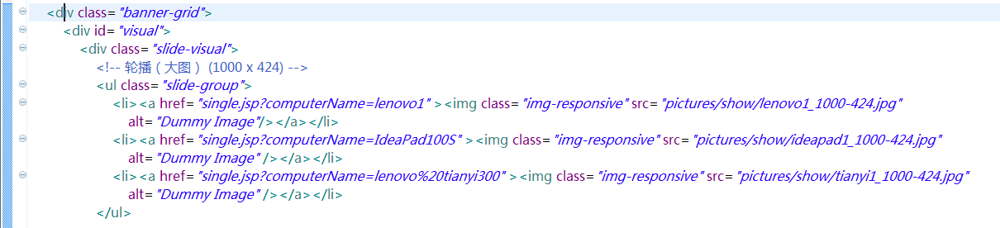 <div class="banner-grid">
<div id="visual">
<div class="slide-visual">
<!-- 轮播（大图） (1000 x 424) -->
<ul class="slide-group">
<li><a href="single.jsp?computerName=lenovo1" ><img class="img-responsive" src="pictures/show/lenovo1_1000-424.jpg"
alt="Dummy Image"/></a></li>
<li><a href="single.jsp?computerName=IdeaPad100S" ><img class="img-responsive" src="pictures/show/ideapad1_1000-424.jpg"
alt="Dummy Image" /></a></li>
<li><a href="single.jsp?computerName=lenovo%20tianyi300" ><img class="img-responsive" src="pictures/show/tianyi1_1000-424.jpg"
alt="Dummy Image" /></a></li>
</ul>